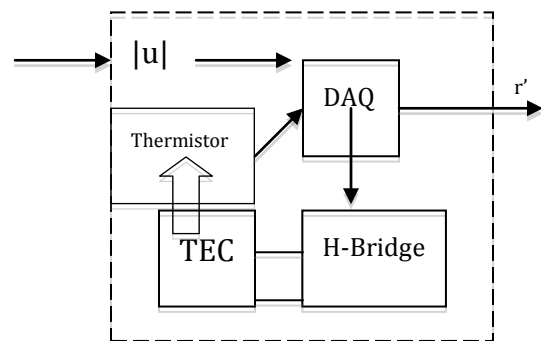 |u|
DAQ
r'
Thermistor
TEC
H-Bridge